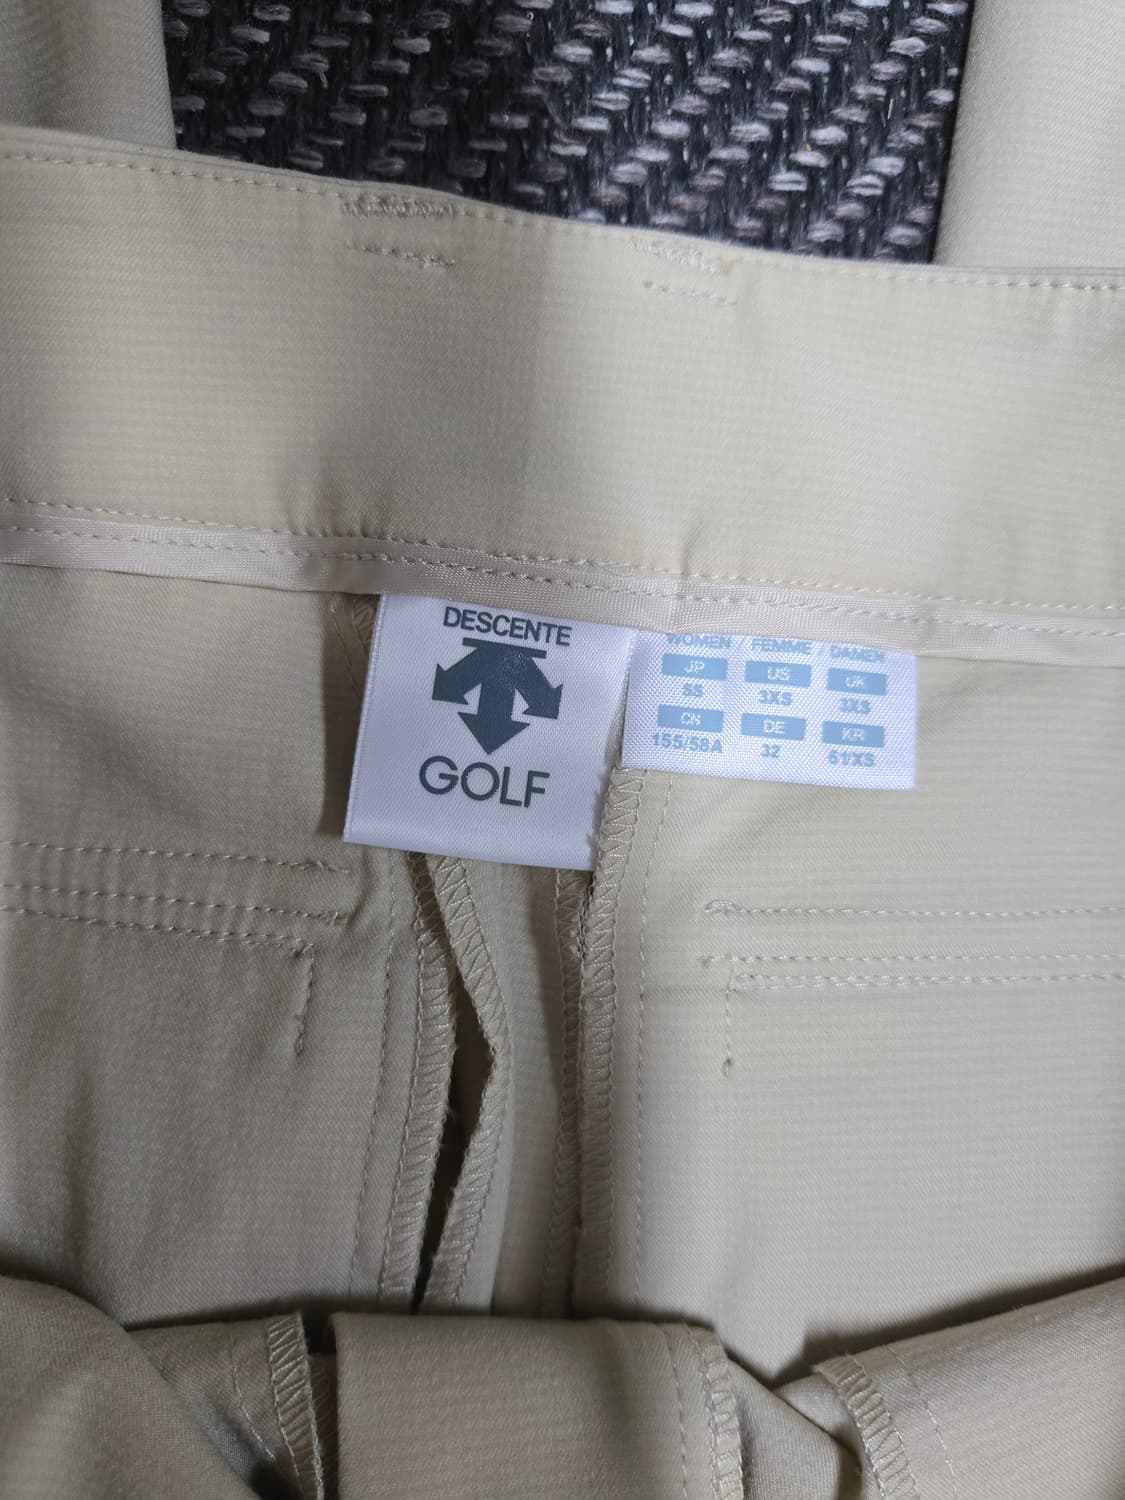 DESCENTE
GOLF
WOMEN / FEMME / DAMEN
JP US UK
SS 3XS 3XS
CN DE KR
155/58A 32 61/XS